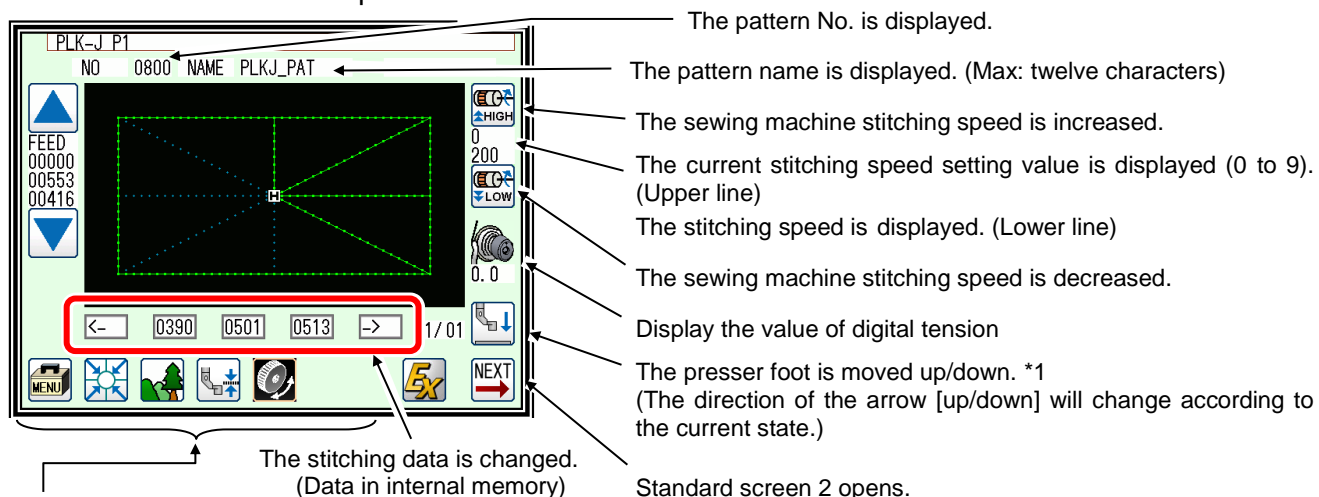 The pattern No. is displayed.
PLK-J P1
NO 0800 NAME PLKJ_PAT
The pattern name is displayed. (Max: twelve characters)
HIGH
The sewing machine stitching speed is increased.
FEED
00000
00553
00416
0
200
The current stitching speed setting value is displayed (0 to 9).
(Upper line)
LOW
The stitching speed is displayed. (Lower line)
H
The sewing machine stitching speed is decreased.
0.0
Display the value of digital tension
<- 0390 0501 0513 -> 1/01
The presser foot is moved up/down. *1
(The direction of the arrow [up/down] will change according to
the current state.)
MENU Ex NEXT
The stitching data is changed.
(Data in internal memory)
Standard screen 2 opens.